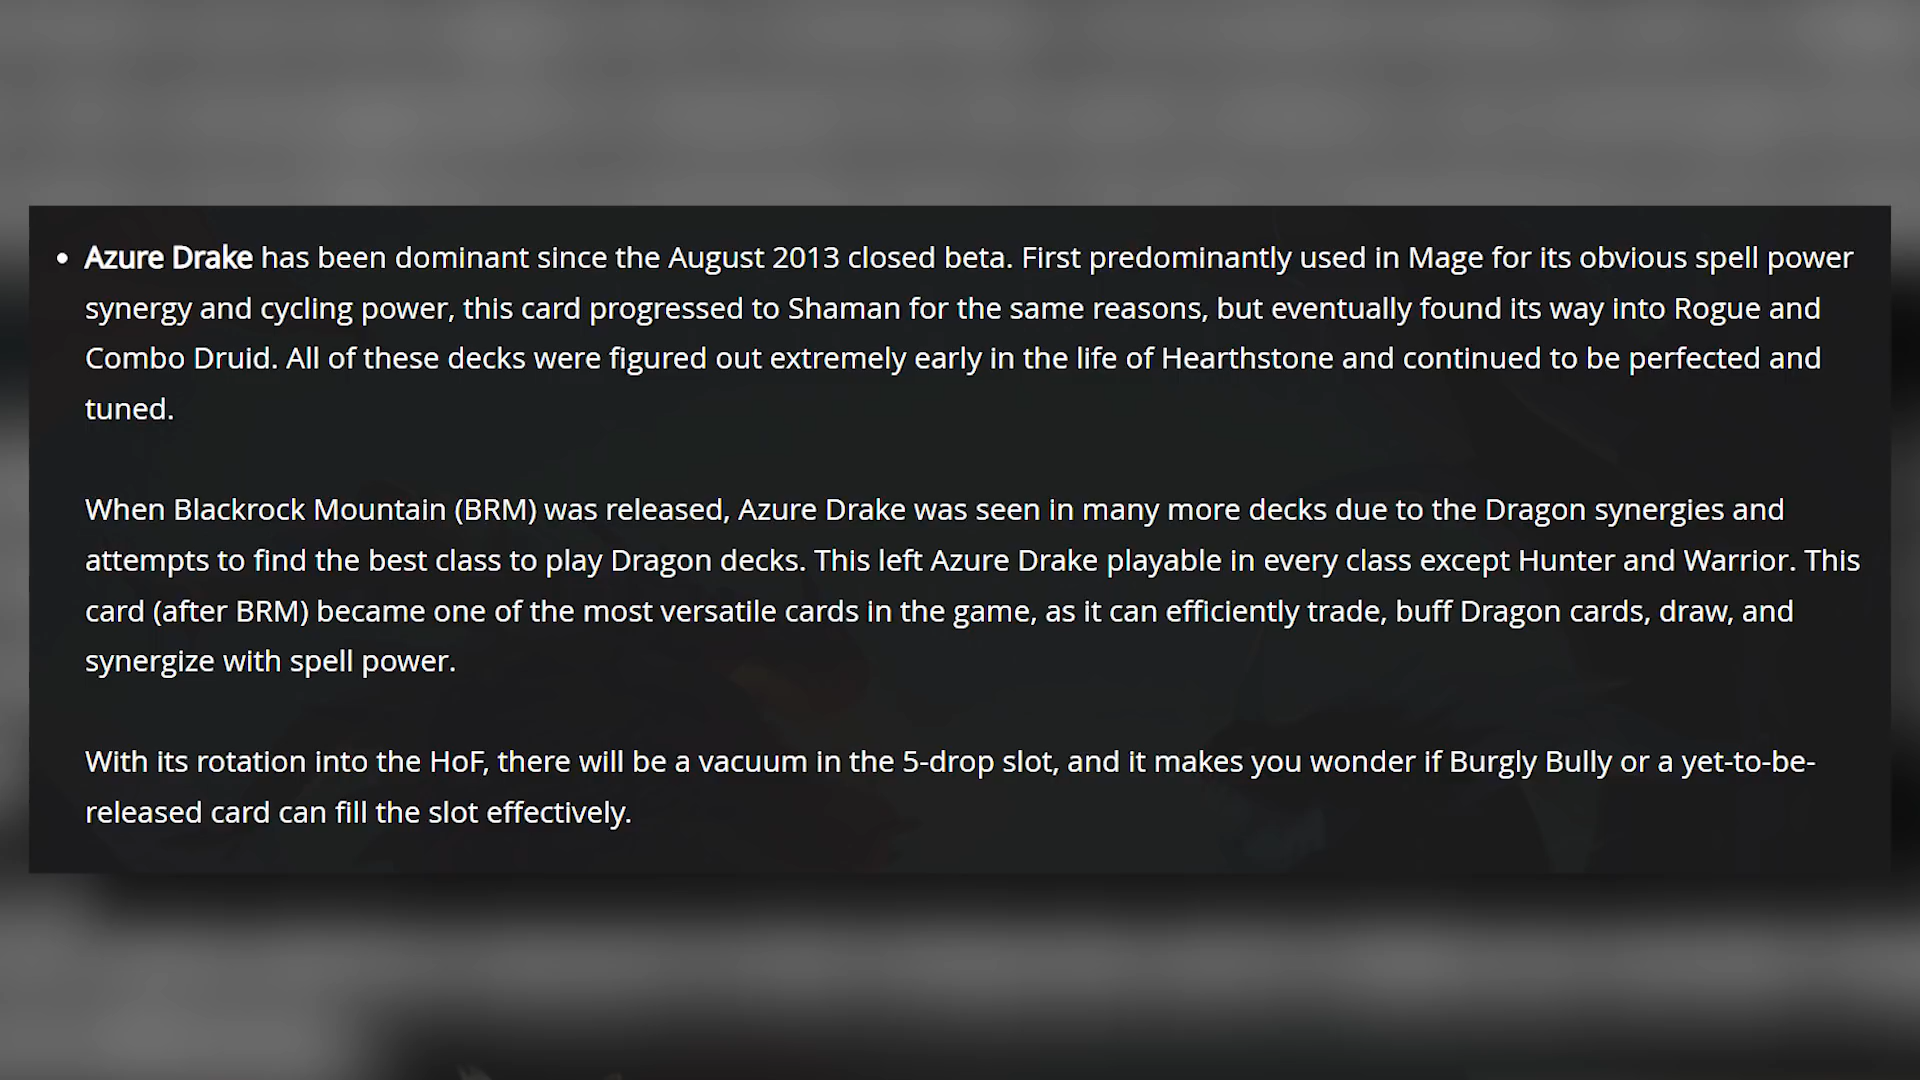 • Azure Drake has been dominant since the August 2013 closed beta. First predominantly used in Mage for its obvious spell power
synergy and cycling power, this card progressed to Shaman for the same reasons, but eventually found its way into Rogue and
Combo Druid. All of these decks were figured out extremely early in the life of Hearthstone and continued to be perfected and
tuned.
When Blackrock Mountain (BRM) was released, Azure Drake was seen in many more decks due to the Dragon synergies and
attempts to find the best class to play Dragon decks. This left Azure Drake playable in every class except Hunter and Warrior. This
card (after BRM) became one of the most versatile cards in the game, as it can efficiently trade, buff Dragon cards, draw, and
synergize with spell power.
With its rotation into the HoF, there will be a vacuum in the 5-drop slot, and it makes you wonder if Burgly Bully or a yet-to-be-
released card can fill the slot effectively.